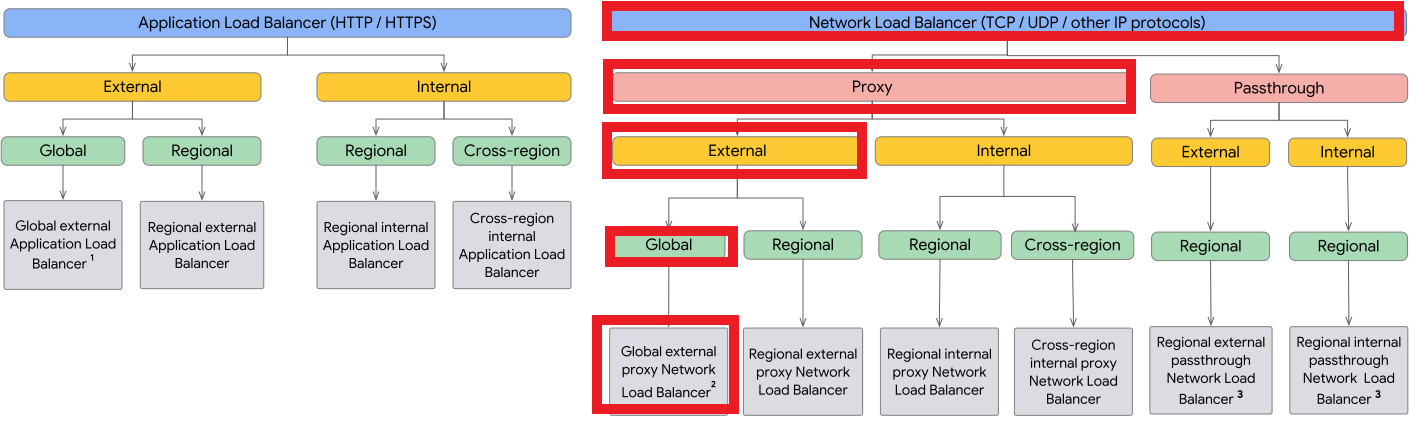 Application Load Balancer (HTTP / HTTPS)
External
Internal
Global
Regional
Regional
Cross-region
Global external
Application Load
Balancer 1
Regional external
Application Load
Balancer
Regional internal
Application Load
Balancer
Cross-region
internal
Application Load
Balancer
Network Load Balancer (TCP / UDP / other IP protocols)
Proxy
Passthrough
External
Internal
External
Internal
Global
Regional
Regional
Cross-region
Regional
Regional
Global external
proxy Network
Load Balancer 2
Regional external
proxy Network
Load Balancer
Regional internal
proxy Network
Load Balancer
Cross-region
internal proxy
Network Load
Balancer
Regional external
passthrough
Network Load
Balancer 3
Regional internal
passthrough
Network Load
Balancer 3